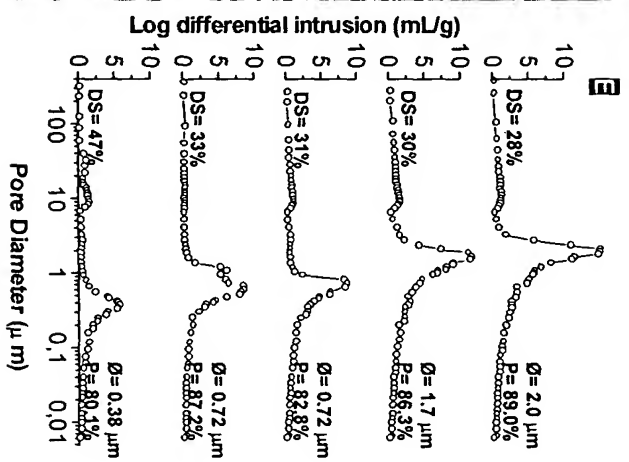 Log differential intrusion (mL/g)
0 5 10 0 5 10 0 5 10 0 5 10 0 5 10
E
DS= 28%
Ø= 2.0 µm
P= 89.0%
DS= 30%
Ø= 1.7 µm
P= 86.3%
DS= 31%
Ø= 0.72 µm
P= 82.8%
DS= 33%
Ø= 0.72 µm
P= 87.2%
DS= 47%
Ø= 0.38 µm
P= 80.1%
100 10 1 0,1 0,01
Pore Diameter (µ m)